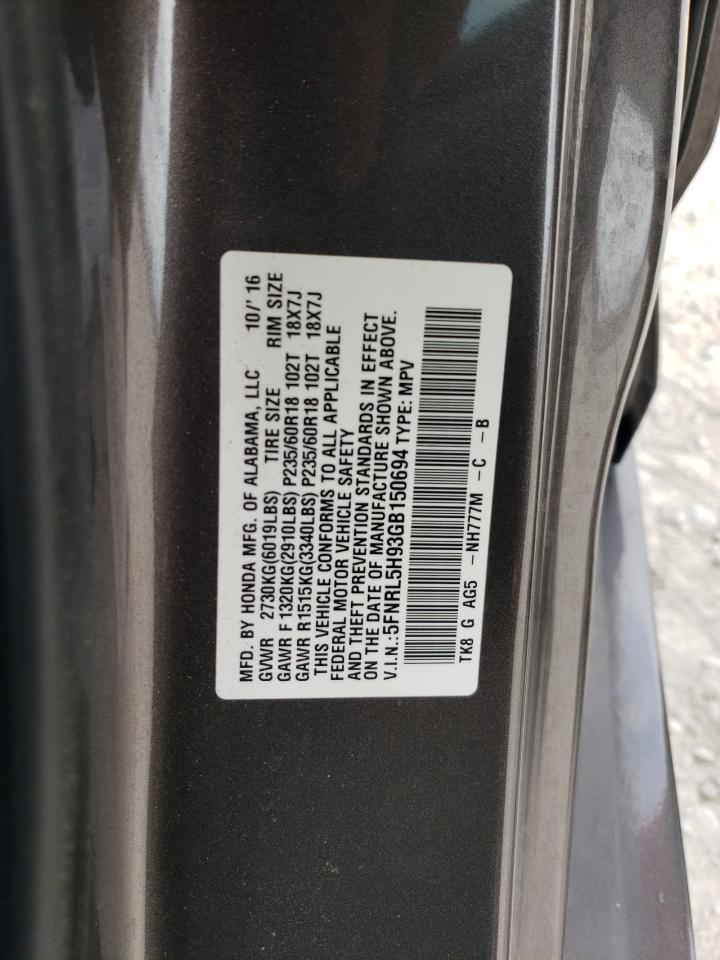 MFD. BY HONDA MFG. OF ALABAMA, LLC 10/'16
GVWR 2730KG(6019LBS) TIRE SIZE RIM SIZE
GAWR F 1320KG(2910LBS) P235/60R18 102T 18X7J
GAWR R1515KG(3340LBS) P235/60R18 102T 18X7J
THIS VEHICLE CONFORMS TO ALL APPLICABLE
FEDERAL MOTOR VEHICLE SAFETY
AND THEFT PREVENTION STANDARDS IN EFFECT
ON THE DATE OF MANUFACTURE SHOWN ABOVE.
V.I.N.:5FNRL5H93GB150694 TYPE: MPV
TK8 G AG5 -NH777M -C -B